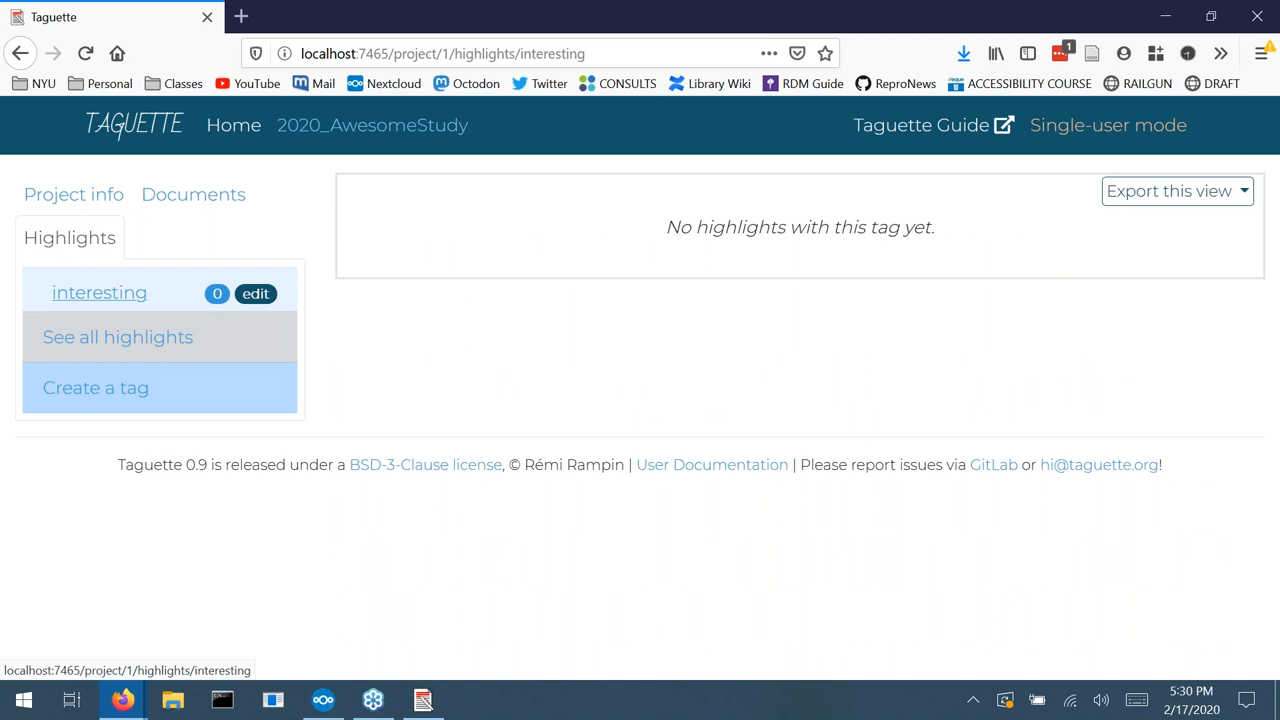 Taguette
localhost:7465/project/1/highlights/interesting
1
NYU Personal Classes YouTube Mail Nextcloud Octodon Twitter CONSULTS Library Wiki RDM Guide ReproNews ACCESSIBILITY COURSE RAILGUN DRAFT
TAGUETTE Home 2020_AwesomeStudy Taguette Guide Single-user mode
Project info Documents
Highlights
interesting 0 edit
See all highlights
Create a tag
Export this view
No highlights with this tag yet.
Taguette 0.9 is released under a BSD-3-Clause license, © Rémi Rampin | User Documentation | Please report issues via GitLab or hi@taguette.org!
localhost:7465/project/1/highlights/interesting
5:30 PM
2/17/2020